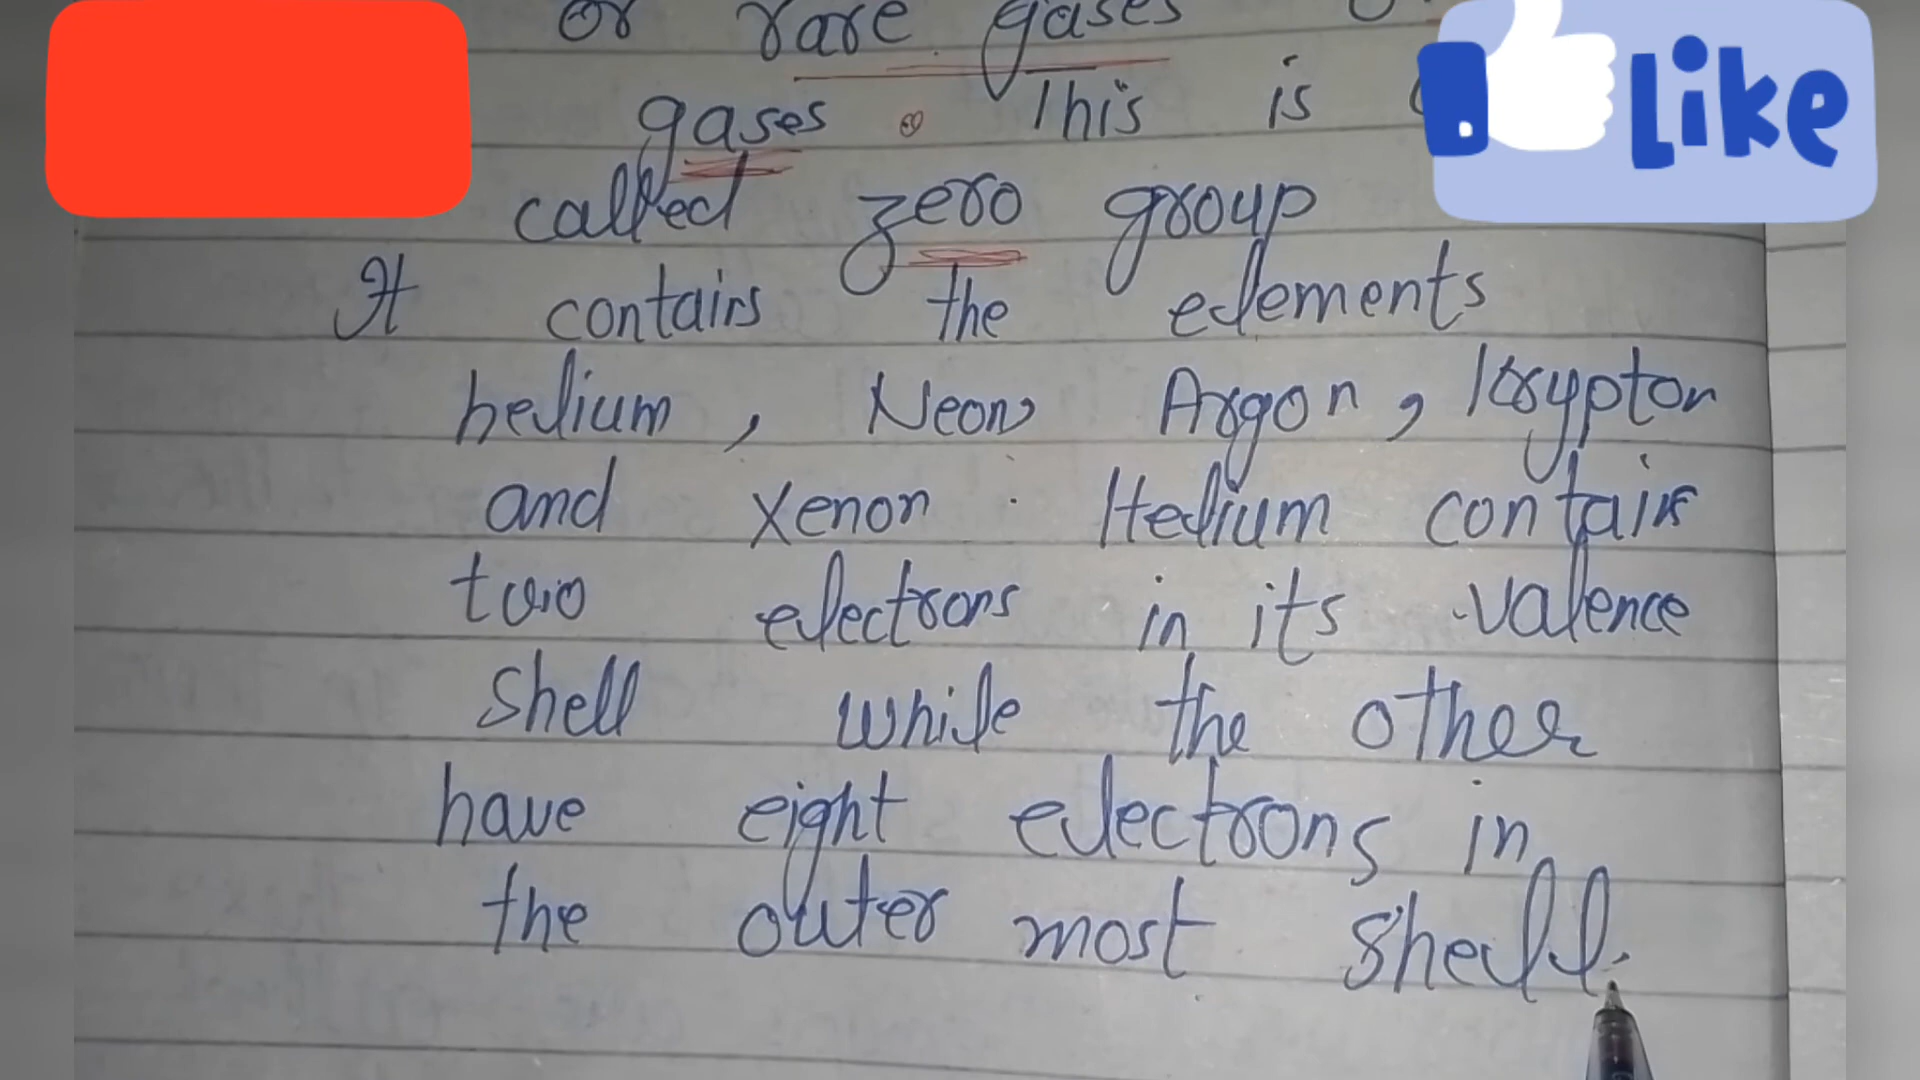 or rare gases
gases. This is
called zero group
It contains the elements
helium, Neon, Argon, Krypton
and Xenon. Helium contains
two electrons in its valence
shell while the other
have eight electrons in
the outer most shell.
Like